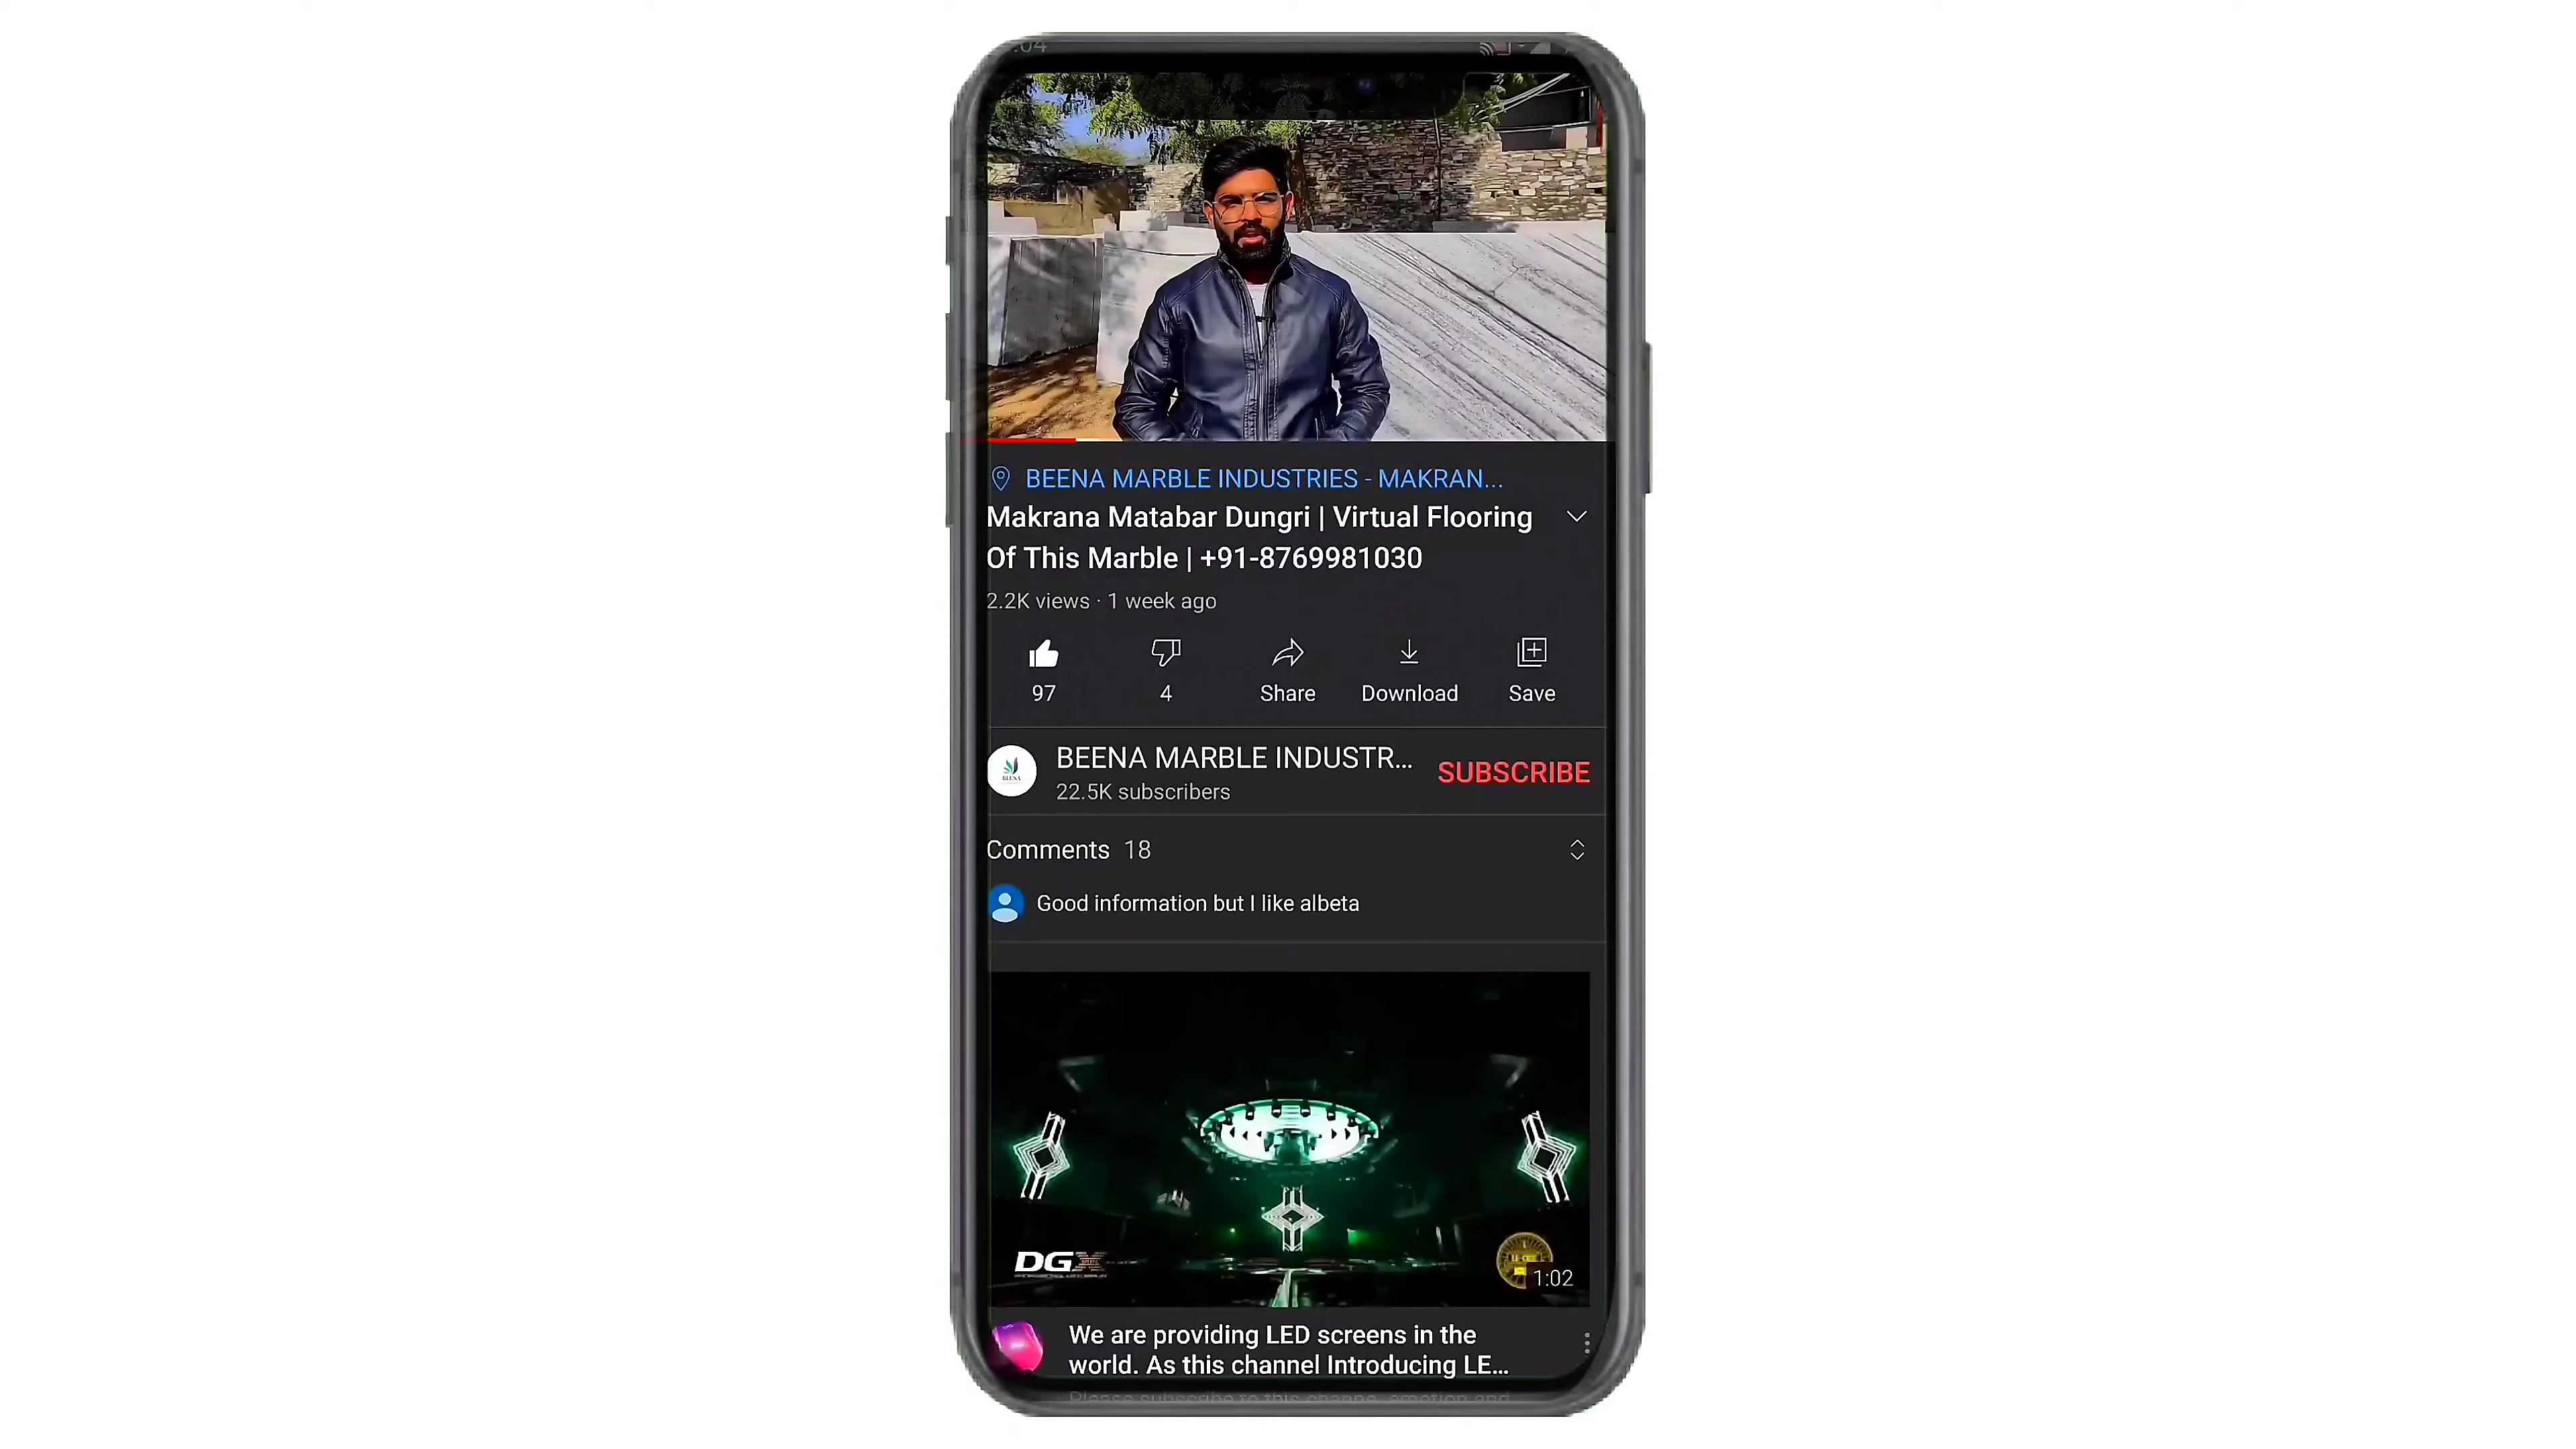 BEENA MARBLE INDUSTRIES - MAKRAN...
Makrana Matabar Dungri | Virtual Flooring
Of This Marble | +91-8769981030
2.2K views · 1 week ago
97
4
Share
Download
Save
BEENA MARBLE INDUSTR...
SUBSCRIBE
22.5K subscribers
BEENA
Comments 18
Good information but I like albeta
DGX
1:02
We are providing LED screens in the
world. As this channel Introducing LE...